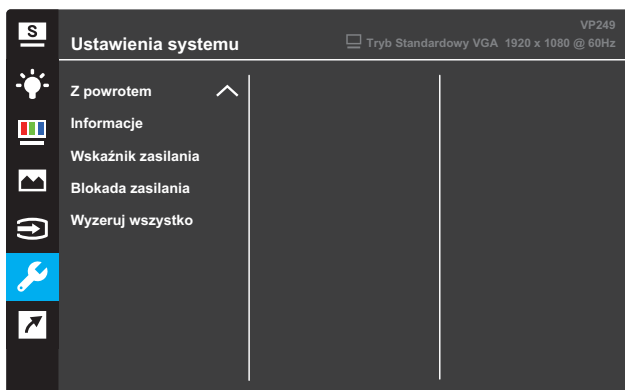 S
VP249
Ustawienia systemu
Tryb Standardowy VGA 1920 x 1080 @ 60Hz
Z powrotem
Informacje
Wskaźnik zasilania
Blokada zasilania
Wyzeruj wszystko